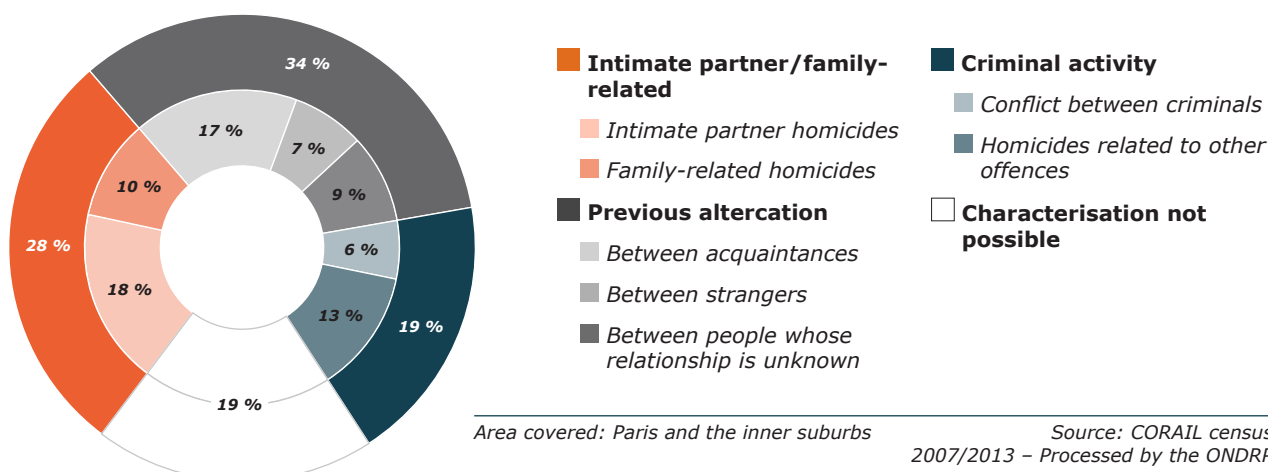 34 %
17 %
7 %
10 %
9 %
28 %
6 %
18 %
13 %
19 %
19 %
Intimate partner/family-
related
Intimate partner homicides
Family-related homicides
Previous altercation
Between acquaintances
Between strangers
Between people whose
relationship is unknown
Criminal activity
Conflict between criminals
Homicides related to other
offences
Characterisation not
possible
Area covered: Paris and the inner suburbs
Source: CORAIL census
2007/2013 – Processed by the ONDRP